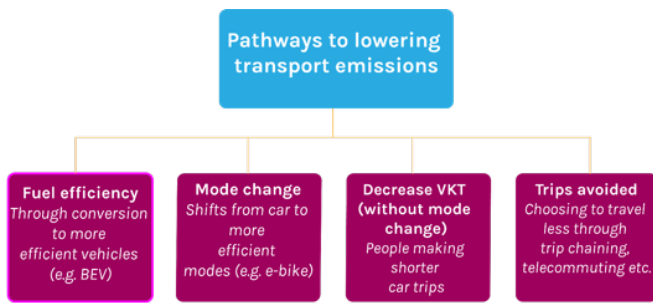 Pathways to lowering
transport emissions
Fuel efficiency
Through conversion
to more
efficient vehicles
(e.g. BEV)
Mode change
Shifts from car to
more
efficient
modes (e.g. e-bike)
Decrease VKT
(without mode
change)
People making
shorter
car trips
Trips avoided
Choosing to travel
less through
trip chaining,
telecommuting etc.